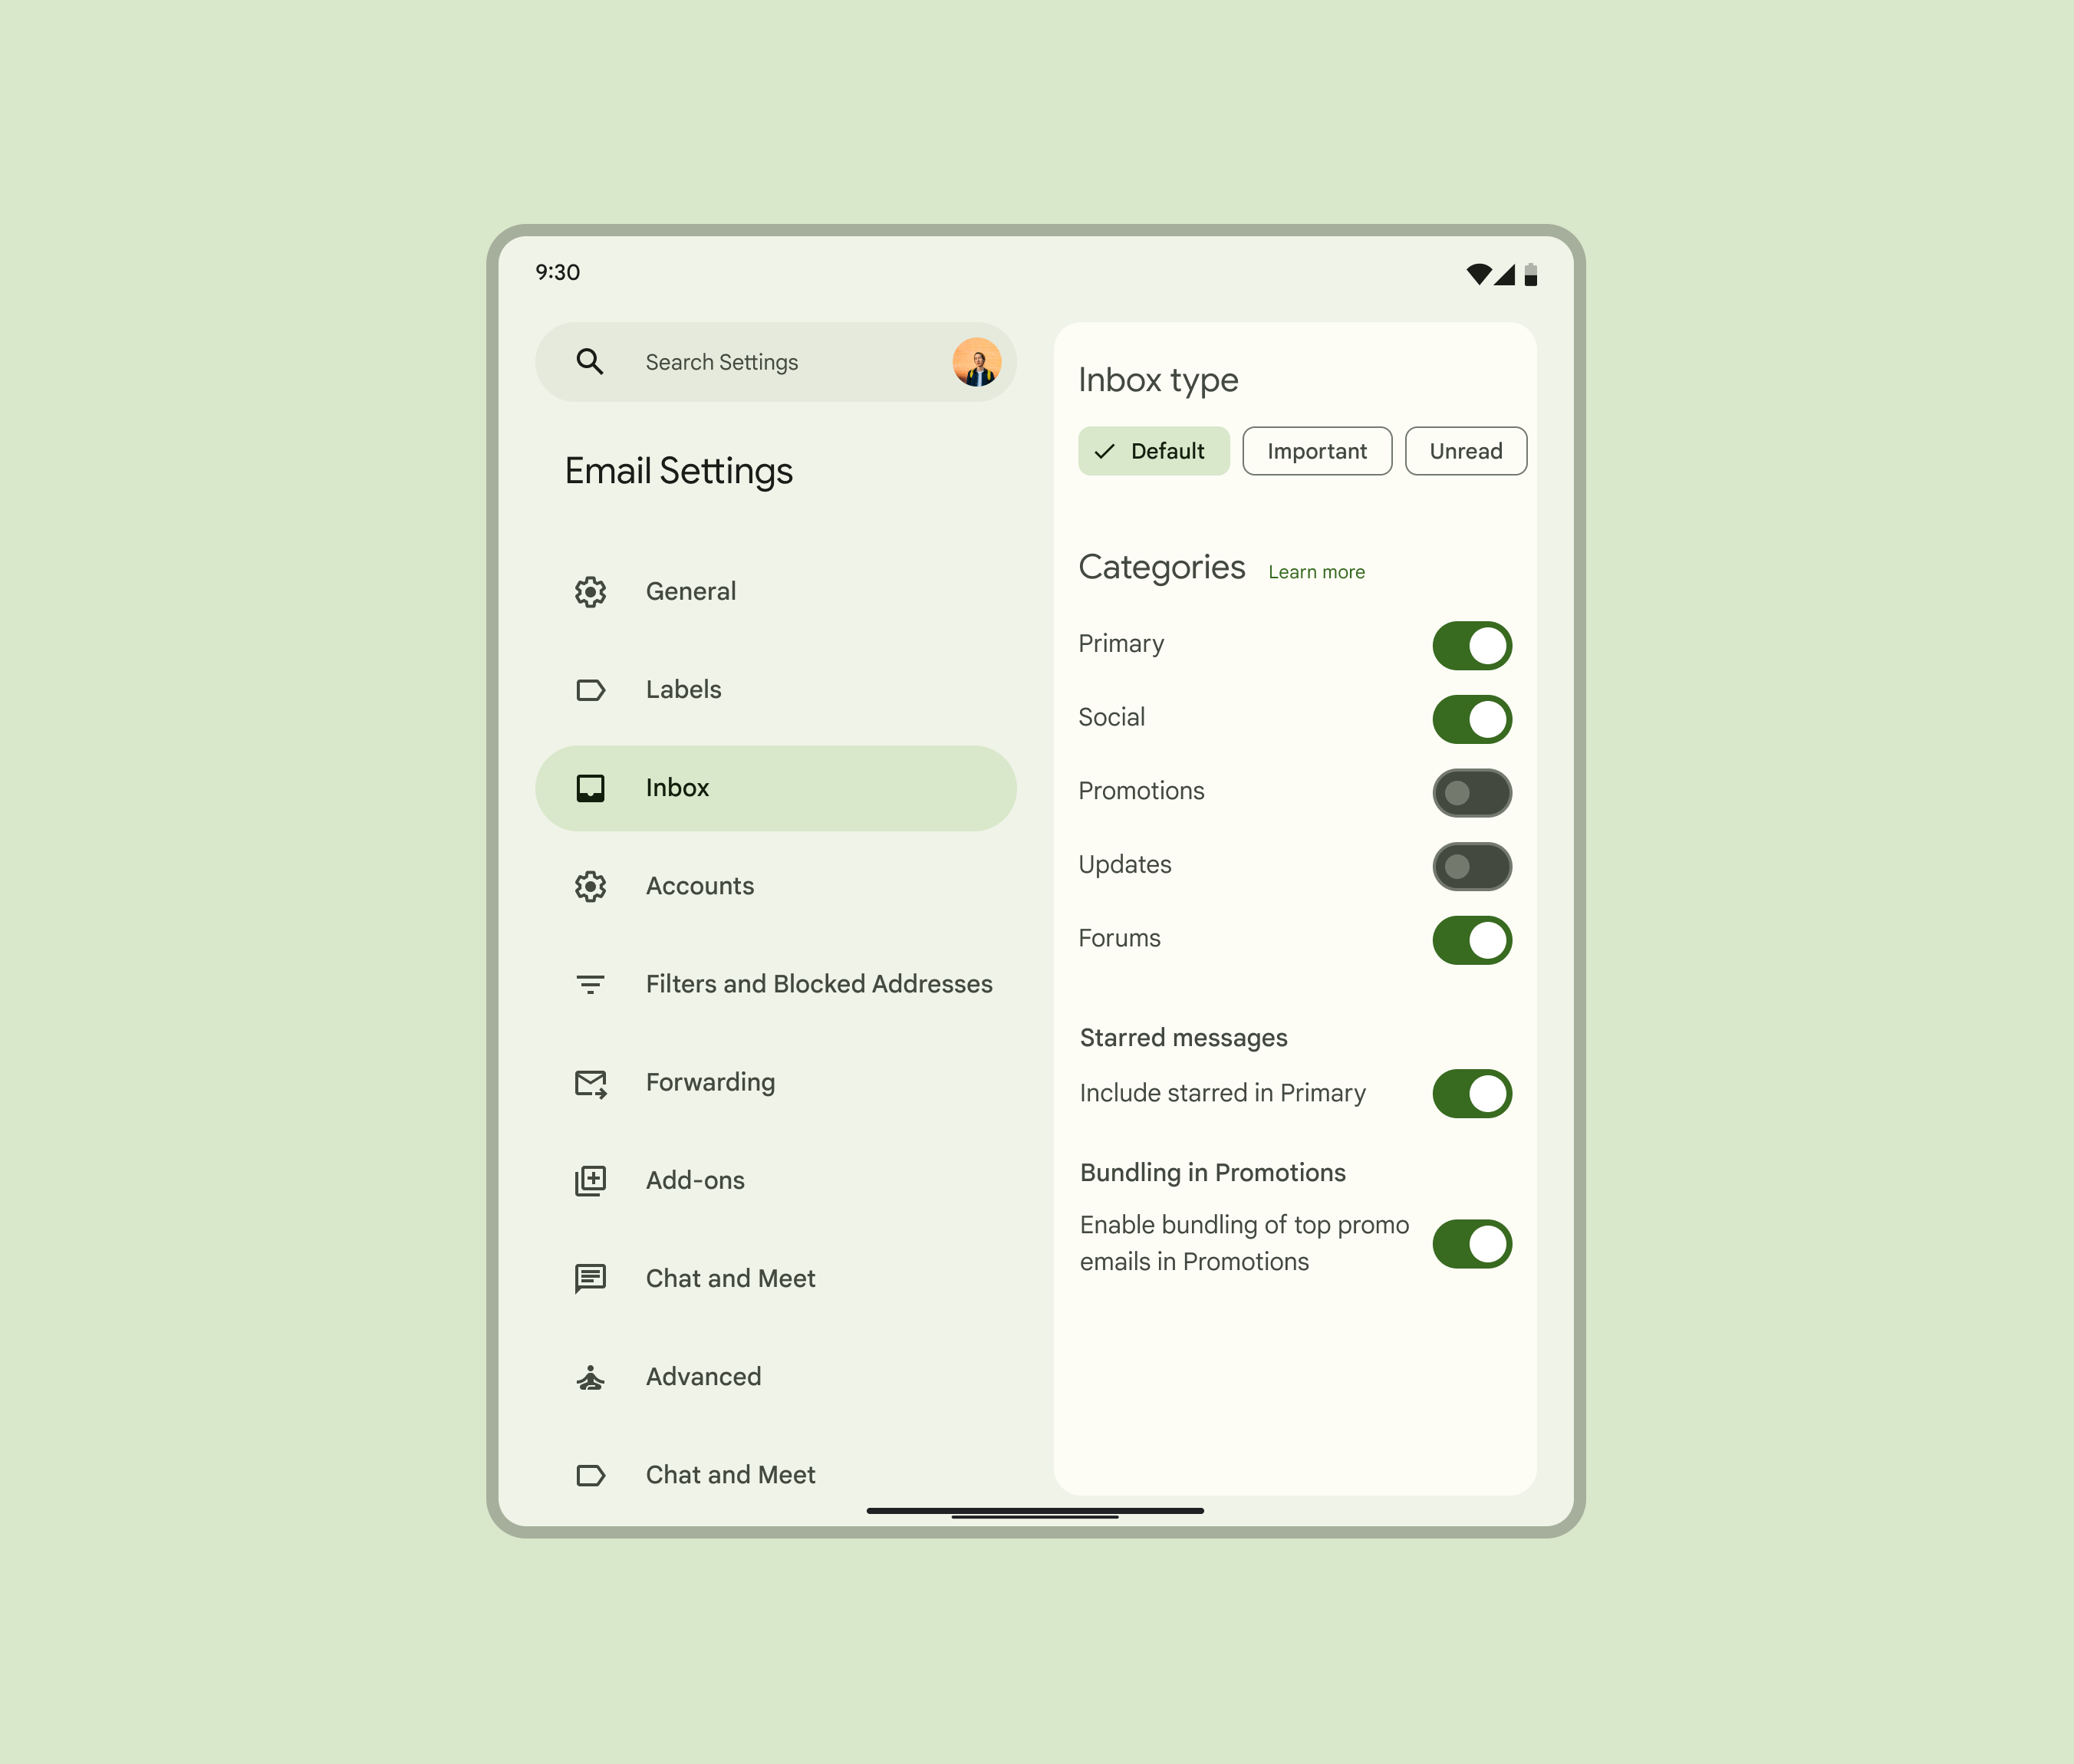 9:30
Search Settings
Email Settings
General
Labels
Inbox
Accounts
Filters and Blocked Addresses
Forwarding
Add-ons
Chat and Meet
Advanced
Chat and Meet
Inbox type
Default
Important
Unread
Categories
Learn more
Primary
Social
Promotions
Updates
Forums
Starred messages
Include starred in Primary
Bundling in Promotions
Enable bundling of top promo
emails in Promotions